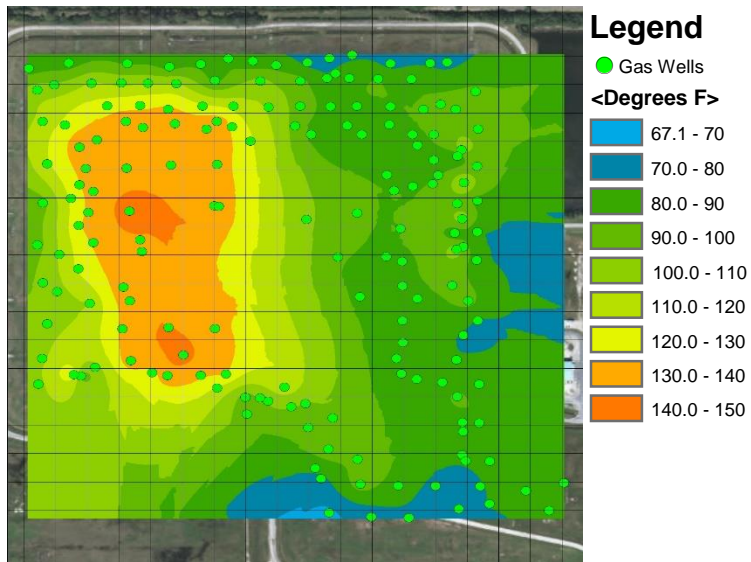 Legend
Gas Wells
<Degrees F>
67.1 - 70
70.0 - 80
80.0 - 90
90.0 - 100
100.0 - 110
110.0 - 120
120.0 - 130
130.0 - 140
140.0 - 150